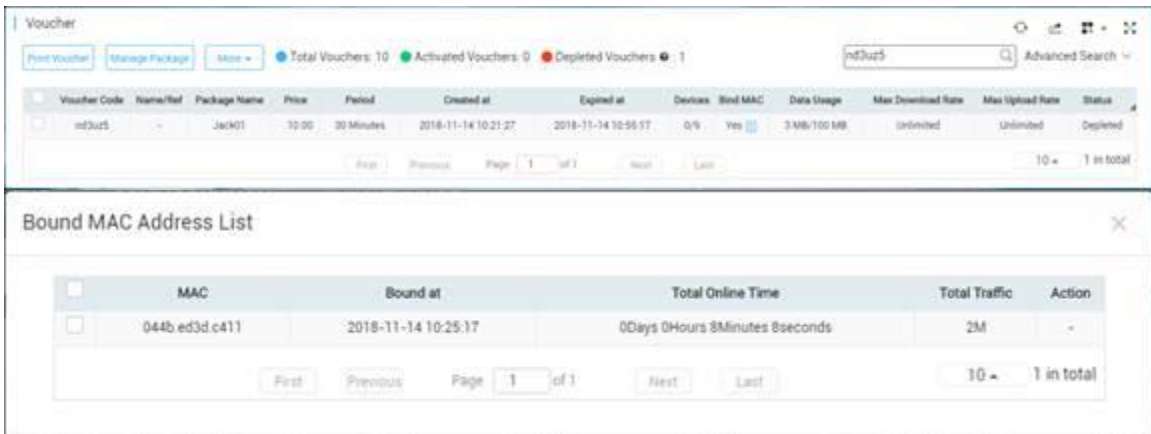 Voucher
Print Voucher Manage Package More Total Vouchers: 10 Activated Vouchers: 0 Depleted Vouchers : 1 nd3uz5 Advanced Search
Voucher Code Name/Ref Package Name Price Period Created at Expired at Devices Bind MAC Data Usage Max Download Rate Max Upload Rate Status
nd3uz5 - Jack01 10.00 30 Minutes 2018-11-14 10:21:27 2018-11-14 10:55:17 Yes 3 MB/100 MB Unlimited Unlimited Depleted
First Previous Page 1 of 1 Next Last 10 1 in total
Bound MAC Address List
MAC Bound at Total Online Time Total Traffic Action
044b.ed3d.c411 2018-11-14 10:25:17 0Days 0Hours 8Minutes 8seconds 2M -
First Previous Page 1 of 1 Next Last 10 1 in total